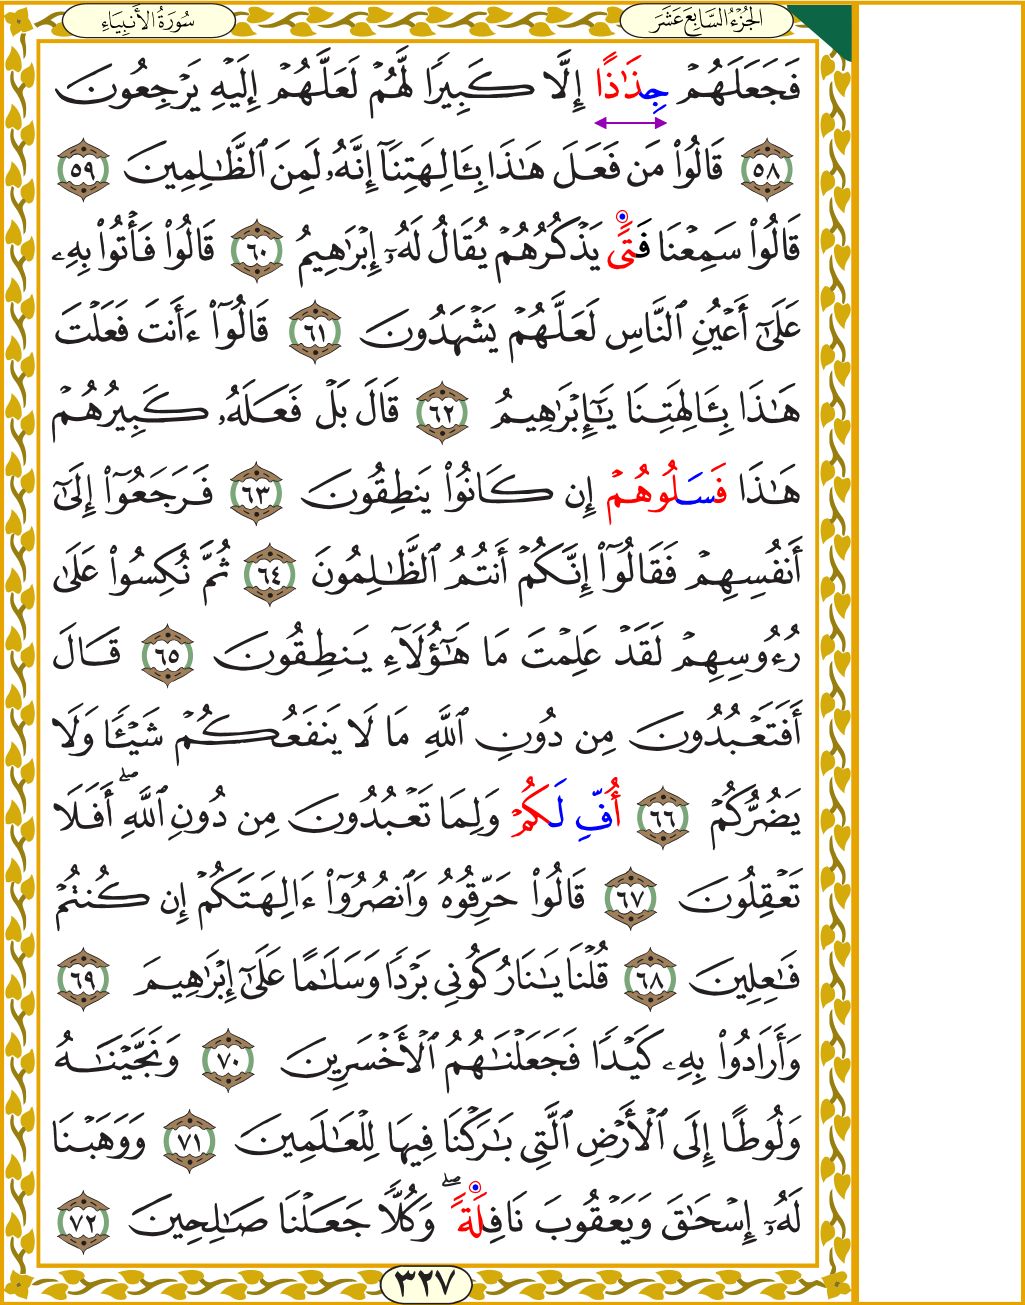 الجُزْءُ السَّابِعَ عَشَرَ
سُورَةُ الأَنبِيَاءِ
فَجَعَلَهُمْ جِذَٰذًا إِلَّا كَبِيرًا لَّهُمْ لَعَلَّهُمْ إِلَيْهِ يَرْجِعُونَ
٥٨ قَالُوا۟ مَن فَعَلَ هَٰذَا بِـَٔالِهَتِنَآ إِنَّهُۥ لَمِنَ ٱلظَّٰلِمِينَ ٥٩
قَالُوا۟ سَمِعْنَا فَتًى يَذْكُرُهُمْ يُقَالُ لَهُۥٓ إِبْرَٰهِيمُ ٦٠ قَالُوا۟ فَأْتُوا۟ بِهِۦ
عَلَىٰٓ أَعْيُنِ ٱلنَّاسِ لَعَلَّهُمْ يَشْهَدُونَ ٦١ قَالُوٓا۟ ءَأَنتَ فَعَلْتَ
هَٰذَا بِـَٔالِهَتِنَا يَٰٓإِبْرَٰهِيمُ ٦٢ قَالَ بَلْ فَعَلَهُۥ كَبِيرُهُمْ
هَٰذَا فَسَلُوهُمْ إِن كَانُوا۟ يَنطِقُونَ ٦٣ فَرَجَعُوٓا۟ إِلَىٰٓ
أَنفُسِهِمْ فَقَالُوٓا۟ إِنَّكُمْ أَنتُمُ ٱلظَّٰلِمُونَ ٦٤ ثُمَّ نُكِسُوا۟ عَلَىٰ
رُءُوسِهِمْ لَقَدْ عَلِمْتَ مَا هَٰٓؤُلَآءِ يَنطِقُونَ ٦٥ قَالَ
أَفَتَعْبُدُونَ مِن دُونِ ٱللَّهِ مَا لَا يَنفَعُكُمْ شَيْـًٔا وَلَا
يَضُرُّكُمْ ٦٦ أُفِّ لَكُمْ وَلِمَا تَعْبُدُونَ مِن دُونِ ٱللَّهِ ۖ أَفَلَا
تَعْقِلُونَ ٦٧ قَالُوا۟ حَرِّقُوهُ وَٱنصُرُوٓا۟ ءَالِهَتَكُمْ إِن كُنتُمْ
فَٰعِلِينَ ٦٨ قُلْنَا يَٰنَارُ كُونِى بَرْدًا وَسَلَٰمًا عَلَىٰٓ إِبْرَٰهِيمَ ٦٩
وَأَرَادُوا۟ بِهِۦ كَيْدًا فَجَعَلْنَٰهُمُ ٱلْأَخْسَرِينَ ٧٠ وَنَجَّيْنَٰهُ
وَلُوطًا إِلَى ٱلْأَرْضِ ٱلَّتِى بَٰرَكْنَا فِيهَا لِلْعَٰلَمِينَ ٧١ وَوَهَبْنَا
لَهُۥٓ إِسْحَٰقَ وَيَعْقُوبَ نَافِلَةً ۖ وَكُلًّا جَعَلْنَا صَٰلِحِينَ ٧٢
٣٢٧